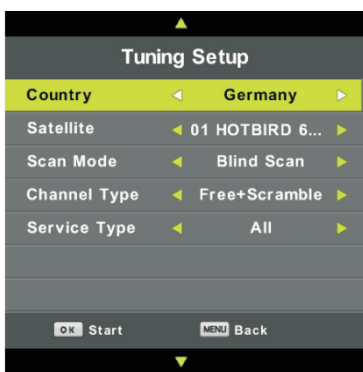 Tuning Setup
Country Germany
Satellite 01 HOTBIRD 6...
Scan Mode Blind Scan
Channel Type Free+Scramble
Service Type All
OK Start MENU Back